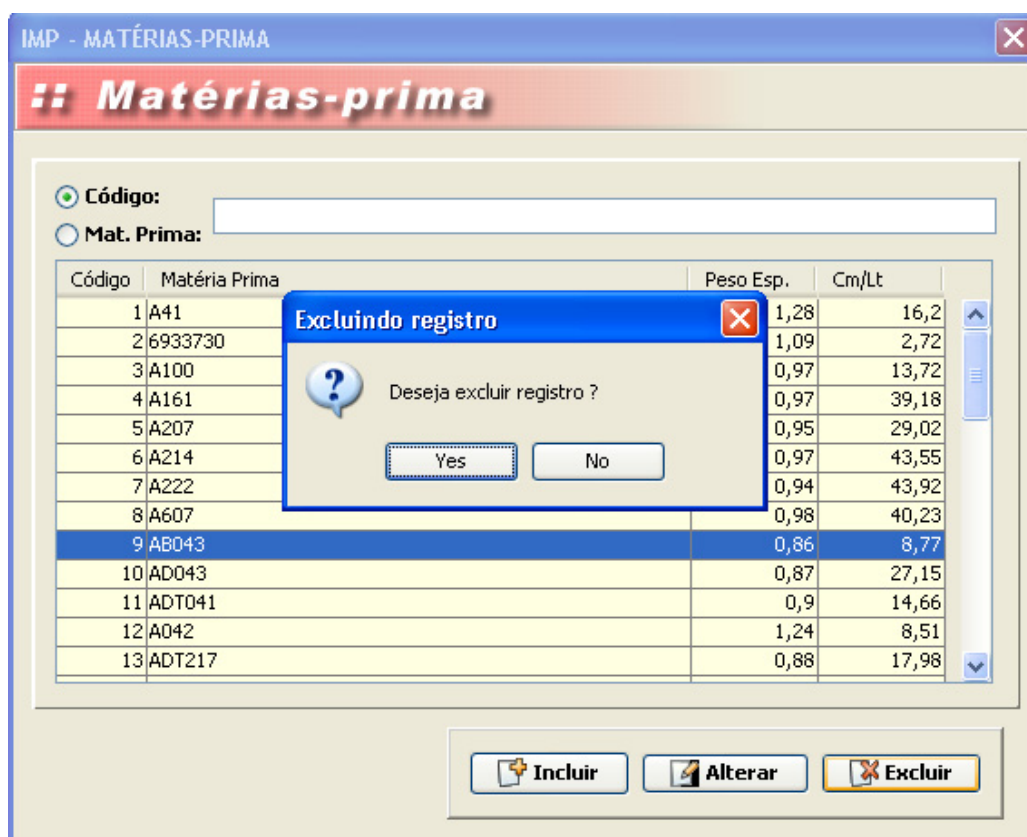 IMP - MATÉRIAS-PRIMA
:: Matérias-prima
Código:
Mat. Prima:
Código Matéria Prima Peso Esp. Cm/Lt
1 A41 1,28 16,2
2 6933730 1,09 2,72
3 A100 0,97 13,72
4 A161 0,97 39,18
5 A207 0,95 29,02
6 A214 0,97 43,55
7 A222 0,94 43,92
8 A607 0,98 40,23
9 AB043 0,86 8,77
10 AD043 0,87 27,15
11 ADT041 0,9 14,66
12 A042 1,24 8,51
13 ADT217 0,88 17,98
Excluindo registro
Deseja excluir registro ?
Yes No
Incluir Alterar Excluir